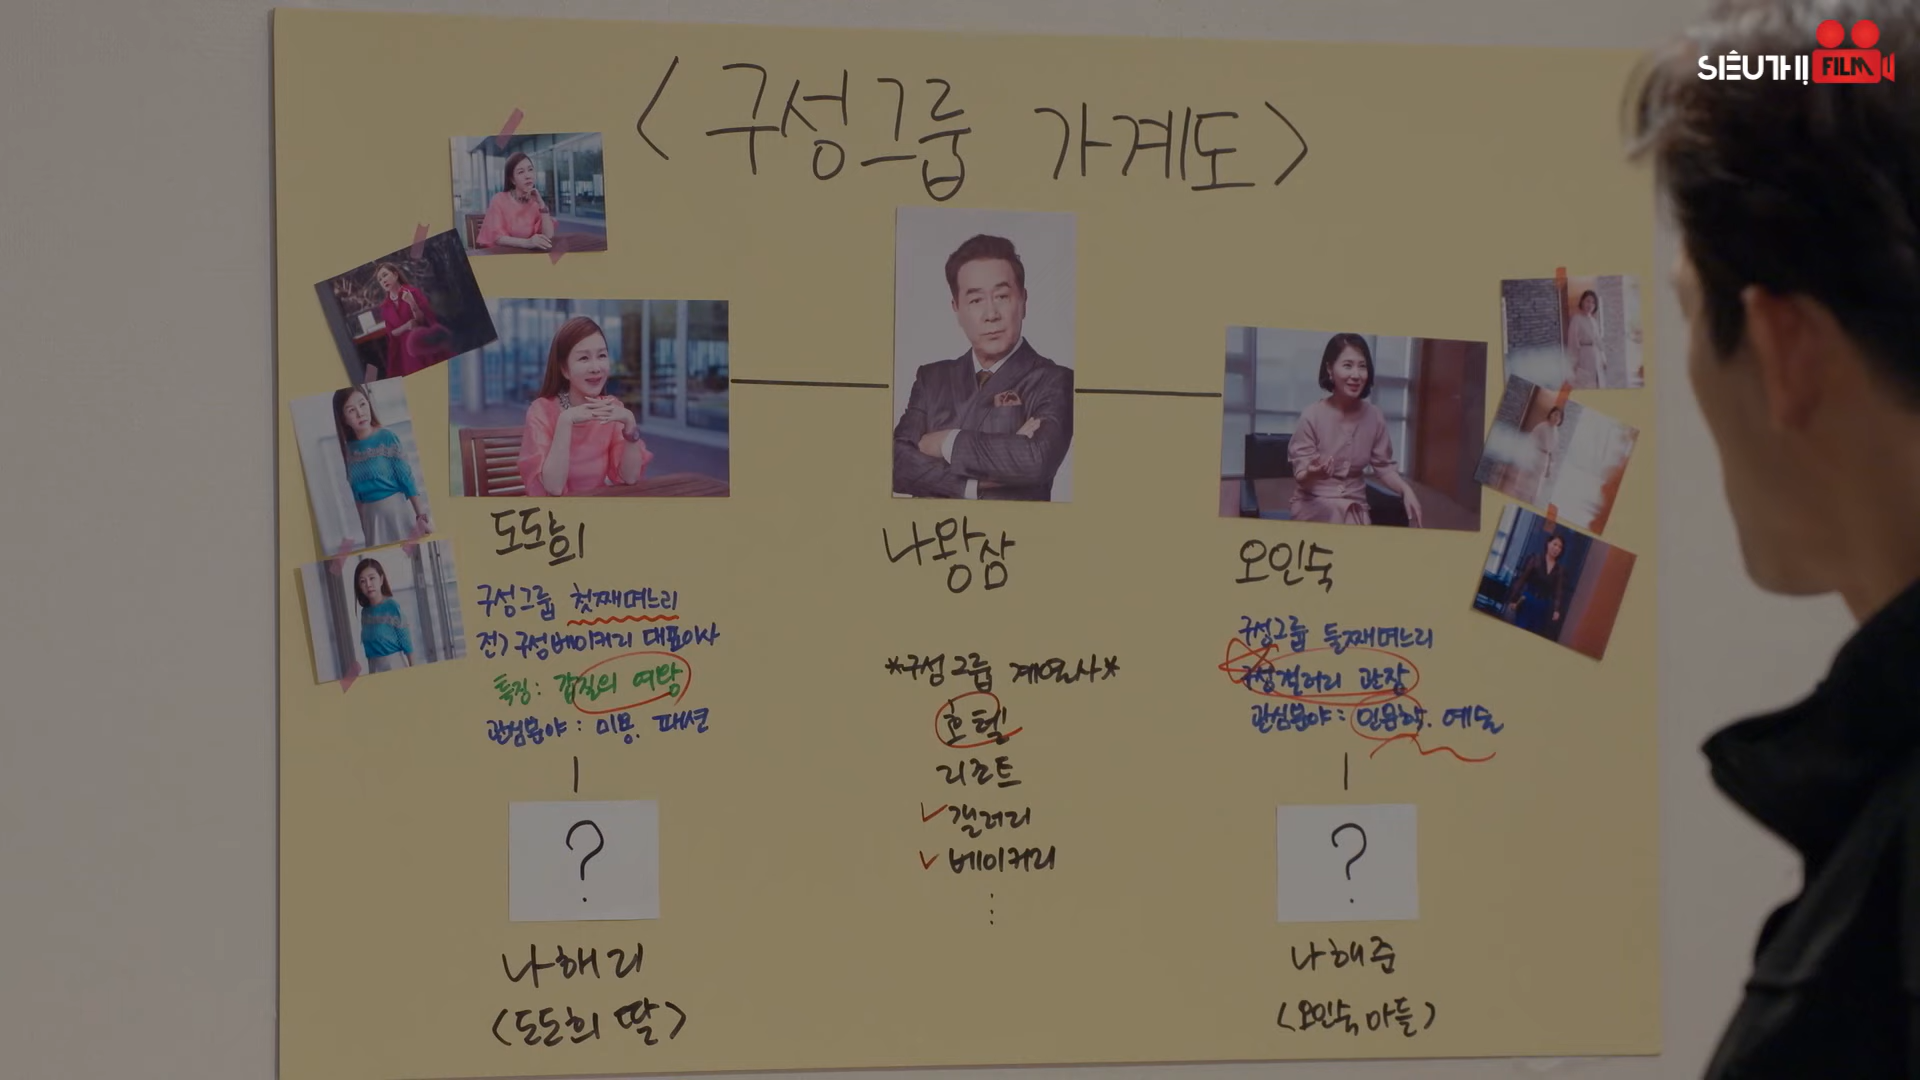 SIÊUTHỊ FILM
<구성그룹 가계도>
도도희
구성그룹 첫째며느리
전) 구성베이커리 대표이사
특징: 갑질의 여왕
관심분야: 미용, 패션
?
나해리
<도도희 딸>
나왕삼
*구성그룹 계열사*
호텔
리조트
✓갤러리
✓베이커리
⋮
오인숙
구성그룹 둘째며느리
구성갤러리 관장
관심분야: 인문학, 예술
?
나해준
<오인숙 아들>